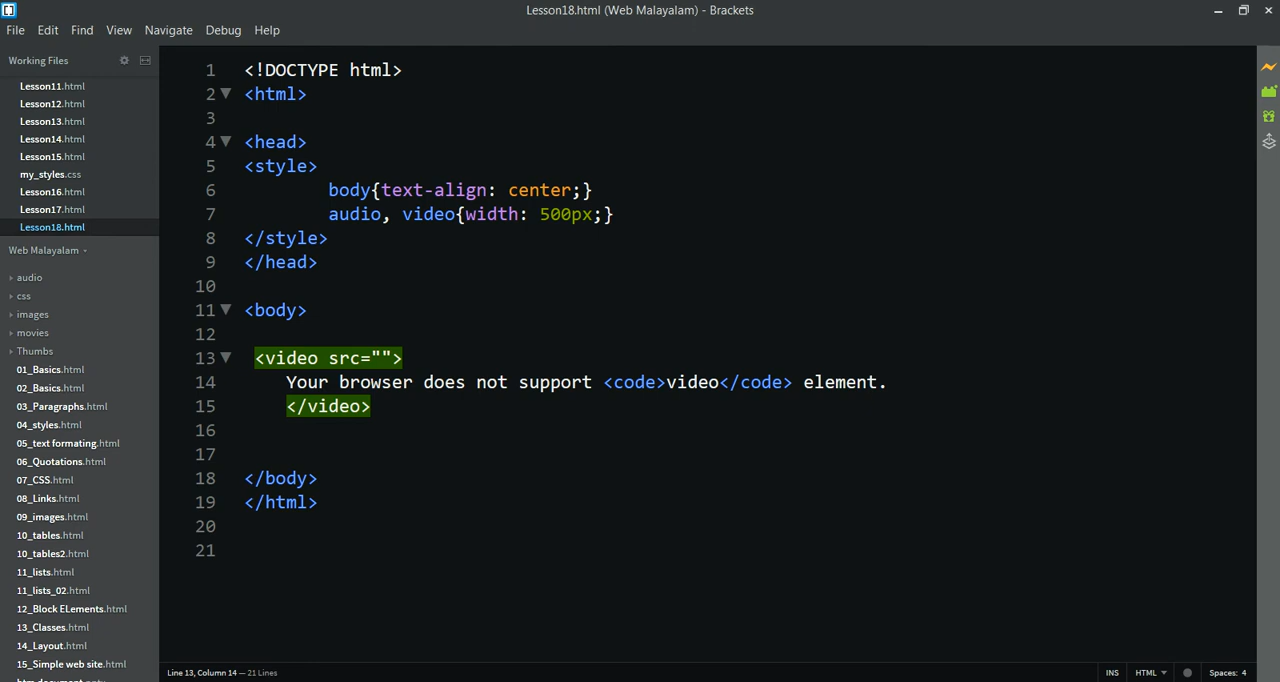 Lesson18.html (Web Malayalam) - Brackets
File Edit Find View Navigate Debug Help
Working Files
Lesson11.html
Lesson12.html
Lesson13.html
Lesson14.html
Lesson15.html
my_styles.css
Lesson16.html
Lesson17.html
Lesson18.html
Web Malayalam
audio
css
images
movies
Thumbs
01_Basics.html
02_Basics.html
03_Paragraphs.html
04_styles.html
05_text formating.html
06_Quotations.html
07_CSS.html
08_Links.html
09_images.html
10_tables.html
10_tables2.html
11_lists.html
11_lists_02.html
12_Block ELements.html
13_Classes.html
14_Layout.html
15_Simple web site.html
1 <!DOCTYPE html>
2 <html>
3
4 <head>
5 <style>
6 body{text-align: center;}
7 audio, video{width: 500px;}
8 </style>
9 </head>
10
11 <body>
12
13 <video src="">
14 Your browser does not support <code>video</code> element.
15 </video>
16
17
18 </body>
19 </html>
20
21
Line 13, Column 14 — 21 Lines
INS HTML Spaces: 4